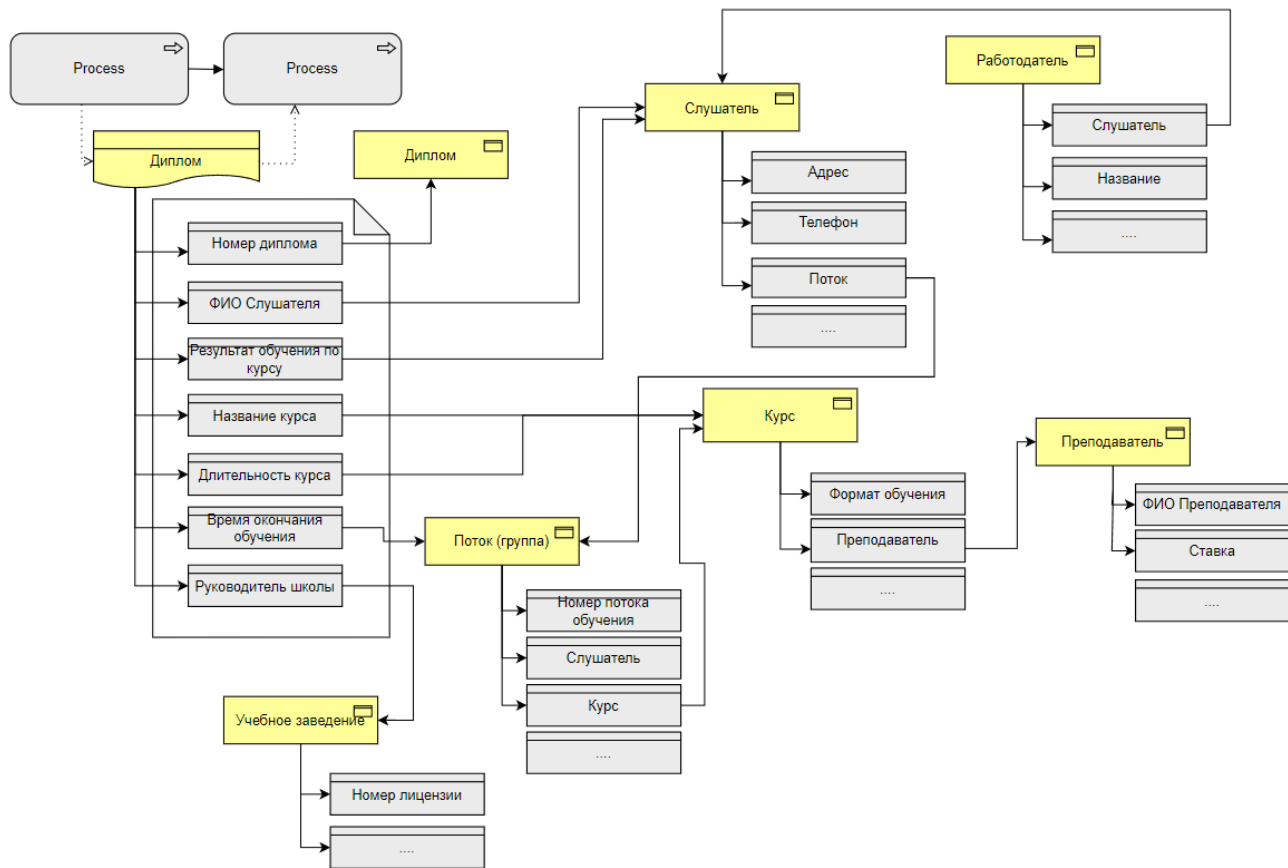 Process
Process
Диплом
Диплом
Номер диплома
ФИО Слушателя
Результат обучения по
курсу
Название курса
Длительность курса
Время окончания
обучения
Руководитель школы
Учебное заведение
Номер лицензии
....
Поток (группа)
Номер потока
обучения
Слушатель
Курс
....
Слушатель
Адрес
Телефон
Поток
....
Курс
Формат обучения
Преподаватель
....
Работодатель
Слушатель
Название
....
Преподаватель
ФИО Преподавателя
Ставка
....